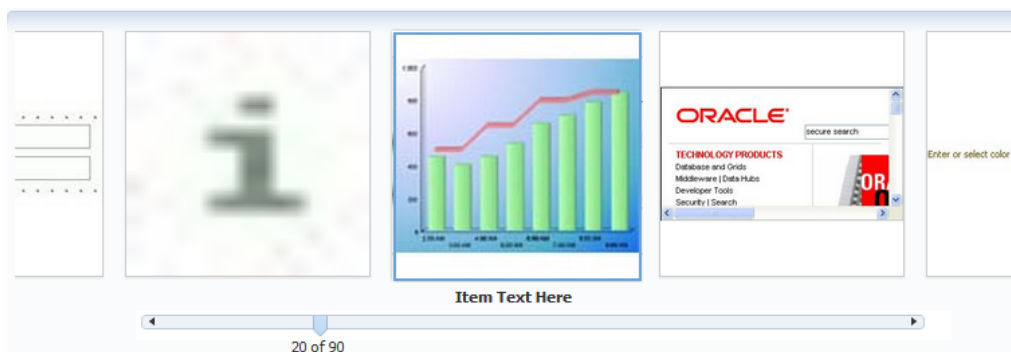 i
ORACLE
secure search
TECHNOLOGY PRODUCTS
Database and Grids
Middleware | Data Hubs
Developer Tools
Security | Search
OR
Enter or select color
Item Text Here
20 of 90